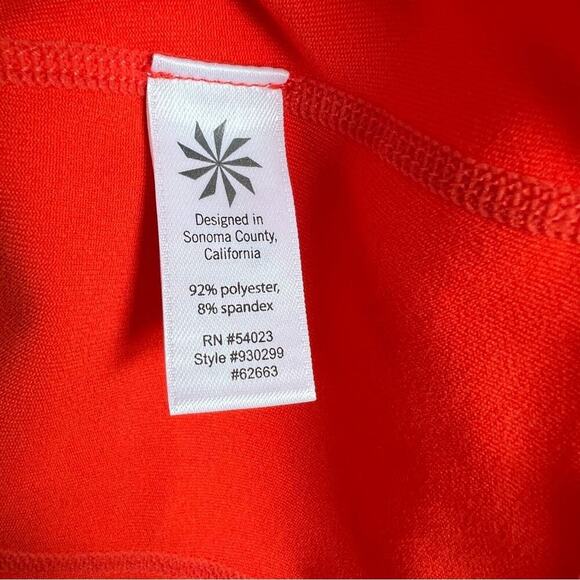 Designed in
Sonoma County,
California
92% polyester,
8% spandex
RN #54023
Style #930299
#62663